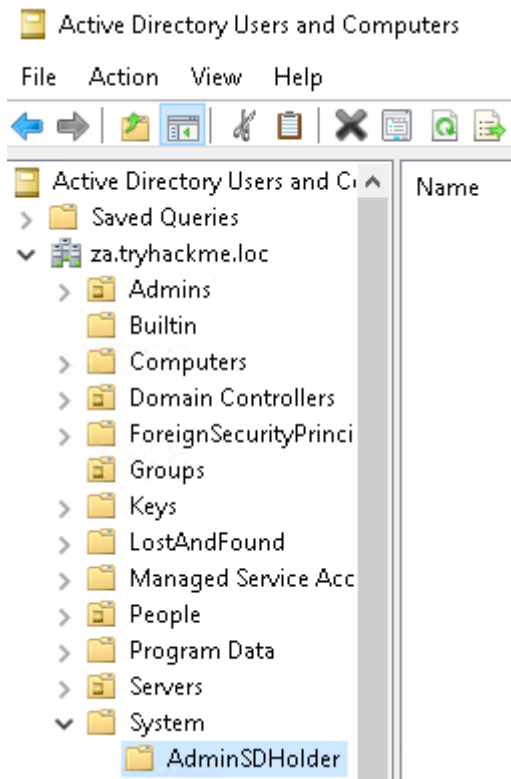 Active Directory Users and Computers
File Action View Help
Active Directory Users and C
Name
Saved Queries
za.tryhackme.loc
Admins
Builtin
Computers
Domain Controllers
ForeignSecurityPrinci
Groups
Keys
LostAndFound
Managed Service Acc
People
Program Data
Servers
System
AdminSDHolder